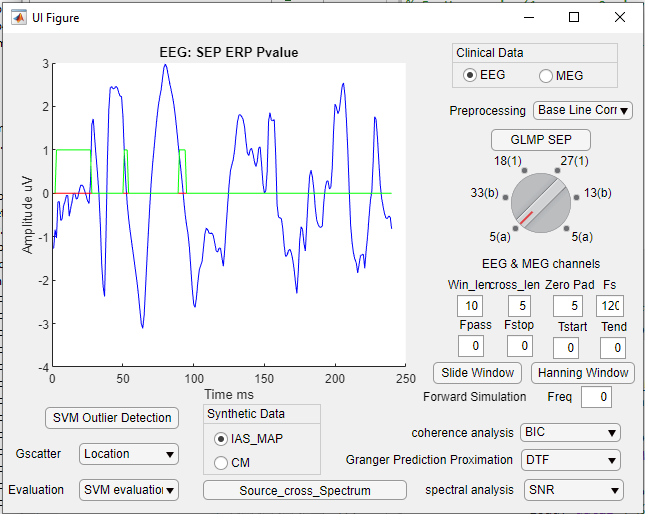 UI Figure
EEG: SEP ERP Pvalue
3
2
1
0
-1
-2
-3
-4
Amplitude uV
0 50 100 150 200 250
Time ms
Clinical Data
EEG MEG
Preprocessing Base Line Corr
GLMP SEP
18(1) 27(1)
33(b) 13(b)
5(a) 5(a)
EEG & MEG channels
Win_len cross_len Zero Pad Fs
10 5 5 120
Fpass Fstop Tstart Tend
0 0 0 0
Slide Window Hanning Window
Forward Simulation Freq 0
SVM Outlier Detection
Synthetic Data
IAS_MAP
CM
Gscatter Location
Evaluation SVM evaluation
Source_cross_Spectrum
coherence analysis BIC
Granger Prediction Proximation DTF
spectral analysis SNR